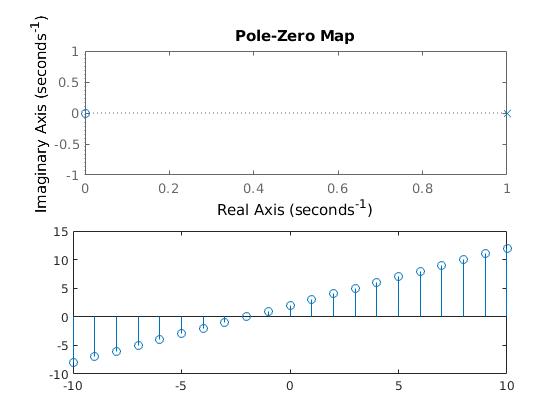 Pole-Zero Map
Imaginary Axis (seconds⁻¹)
1
0.5
0
-0.5
-1
0 0.2 0.4 0.6 0.8 1
Real Axis (seconds⁻¹)
15
10
5
0
-5
-10
-10 -5 0 5 10